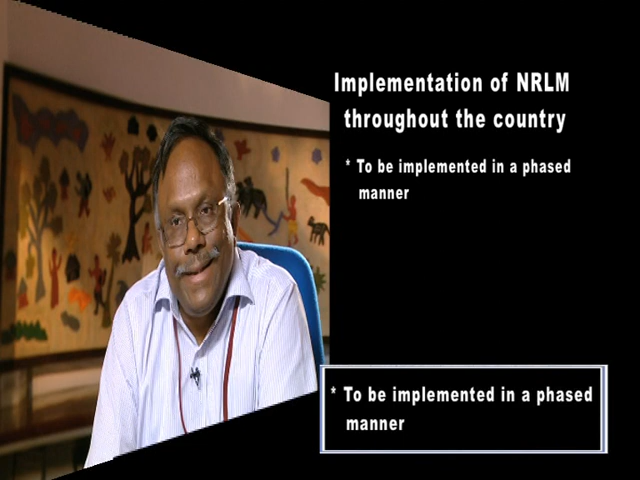 Implementation of NRLM
throughout the country
* To be implemented in a phased
manner
* To be implemented in a phased
manner